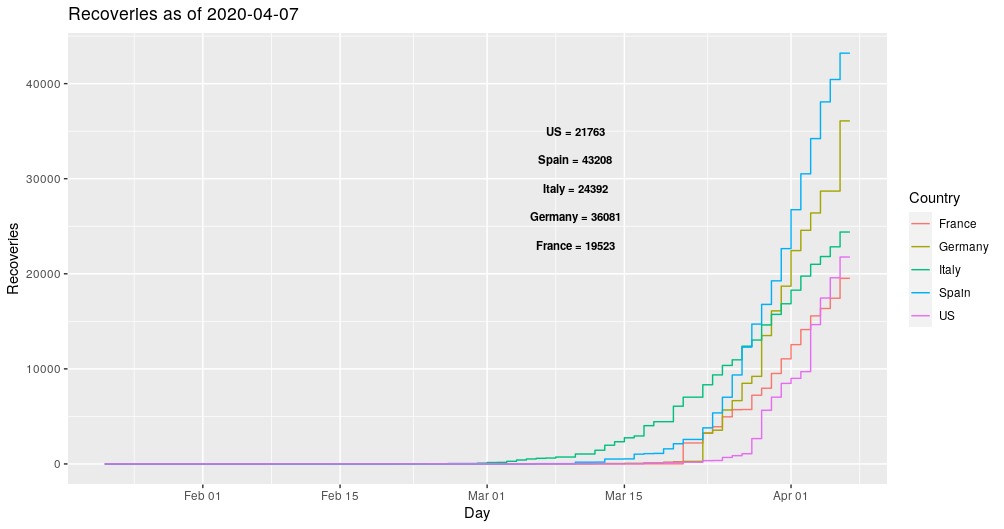 Recoveries as of 2020-04-07
Recoveries
40000
30000
20000
10000
0
US = 21763
Spain = 43208
Italy = 24392
Germany = 36081
France = 19523
Feb 01
Feb 15
Mar 01
Mar 15
Apr 01
Day
Country
France
Germany
Italy
Spain
US